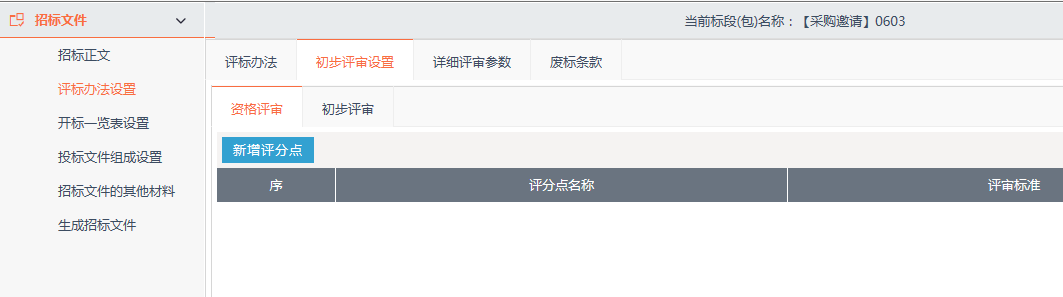 招标文件
当前标段(包)名称：【采购邀请】0603
招标正文
评标办法设置
开标一览表设置
投标文件组成设置
招标文件的其他材料
生成招标文件
评标办法 初步评审设置 详细评审参数 废标条款
资格评审 初步评审
新增评分点
序 评分点名称 评审标准